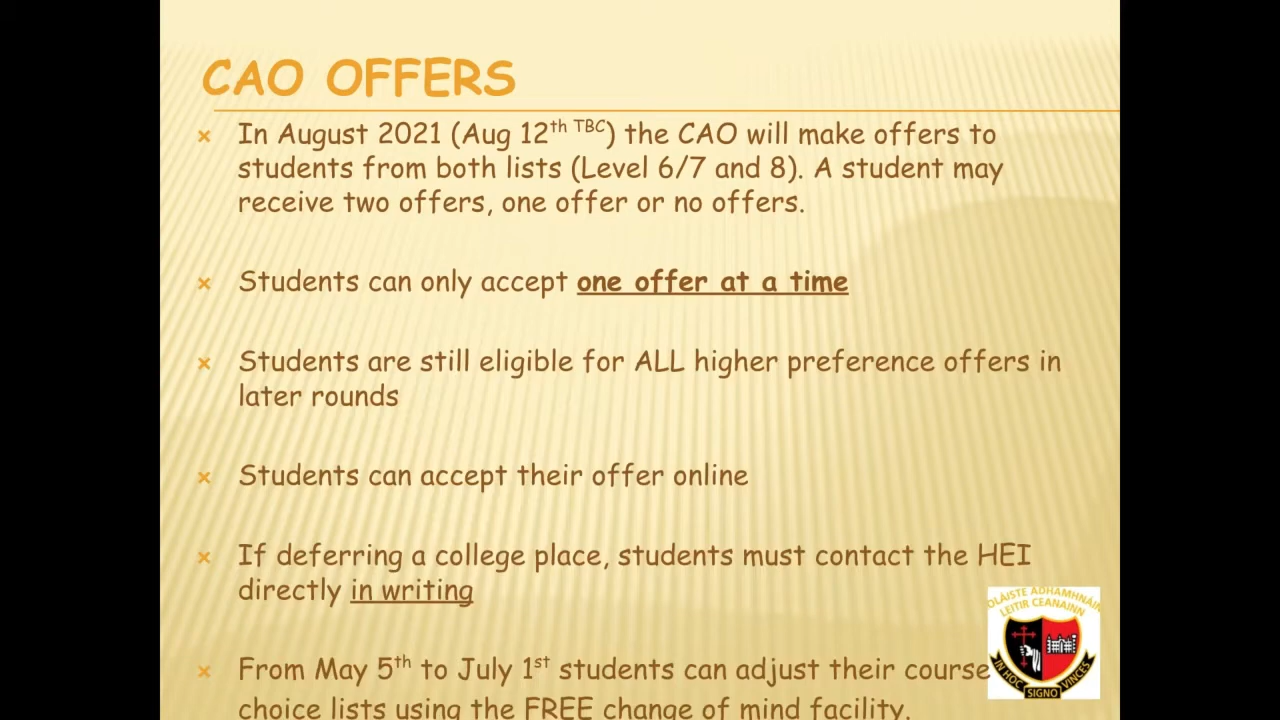 CAO OFFERS
In August 2021 (Aug 12th TBC) the CAO will make offers to
students from both lists (Level 6/7 and 8). A student may
receive two offers, one offer or no offers.
Students can only accept one offer at a time
Students are still eligible for ALL higher preference offers in
later rounds
Students can accept their offer online
If deferring a college place, students must contact the HEI
directly in writing
OLÁISTE ADHAMHNÁIN
LEITIR CEANAINN
IN HOC SIGNO VINCES
From May 5th to July 1st students can adjust their course
choice lists using the FREE change of mind facility.